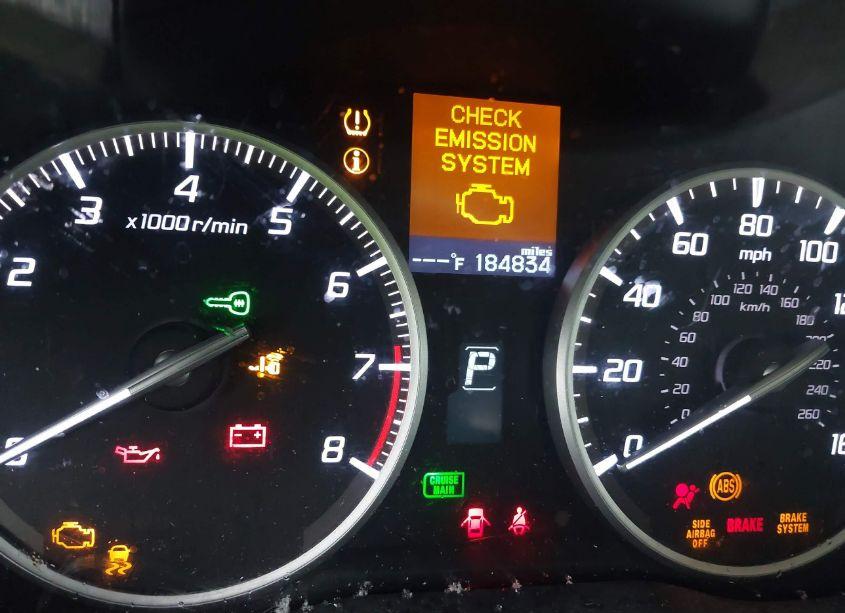 CHECK
EMISSION
SYSTEM
miles
---°F 184834
2
3
4
5
6
7
8
x1000 r/min
P
CRUISE
MAIN
0
20
40
60
80
100
mph
0
20
40
60
80
100
120
140
160
180
220
240
260
km/h
ABS
SIDE
AIRBAG
OFF
BRAKE
BRAKE
SYSTEM